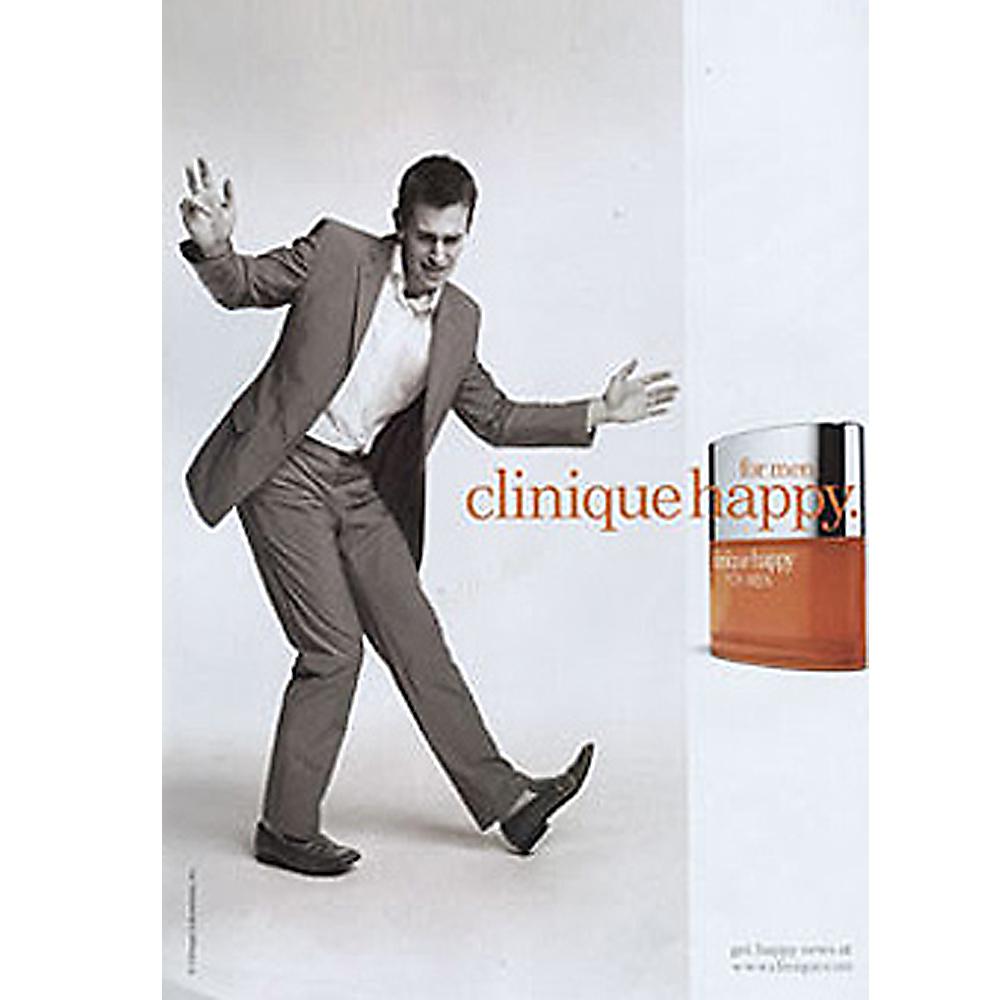 for men
clinique happy.
clinique happy
FOR MEN
get happy news at
www.clinique.com